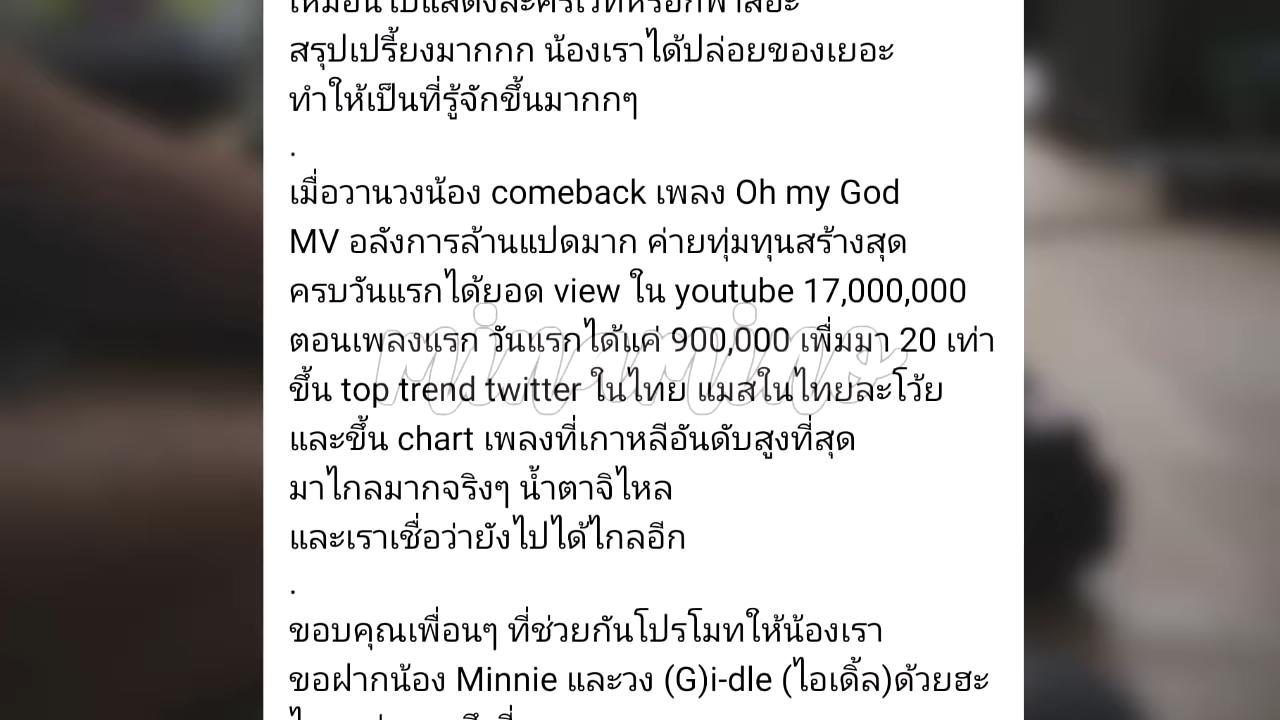 สรุปเปรี้ยงมากกก น้องเราได้ปล่อยของเยอะ
ทำให้เป็นที่รู้จักขึ้นมากกๆ
.
เมื่อวานวงน้อง comeback เพลง Oh my God
MV อลังการล้านแปดมาก ค่ายทุ่มทุนสร้างสุด
ครบวันแรกได้ยอด view ใน youtube 17,000,000
ตอนเพลงแรก วันแรกได้แค่ 900,000 เพิ่มมา 20 เท่า
ขึ้น top trend twitter ในไทย แมสในไทยละโว้ย
และขึ้น chart เพลงที่เกาหลีอันดับสูงที่สุด
มาไกลมากจริงๆ น้ำตาจิไหล
และเราเชื่อว่ายังไปได้ไกลอีก
.
ขอบคุณเพื่อนๆ ที่ช่วยกันโปรโมทให้น้องเรา
ขอฝากน้อง Minnie และวง (G)i-dle (ไอเดิ้ล)ด้วยฮะ